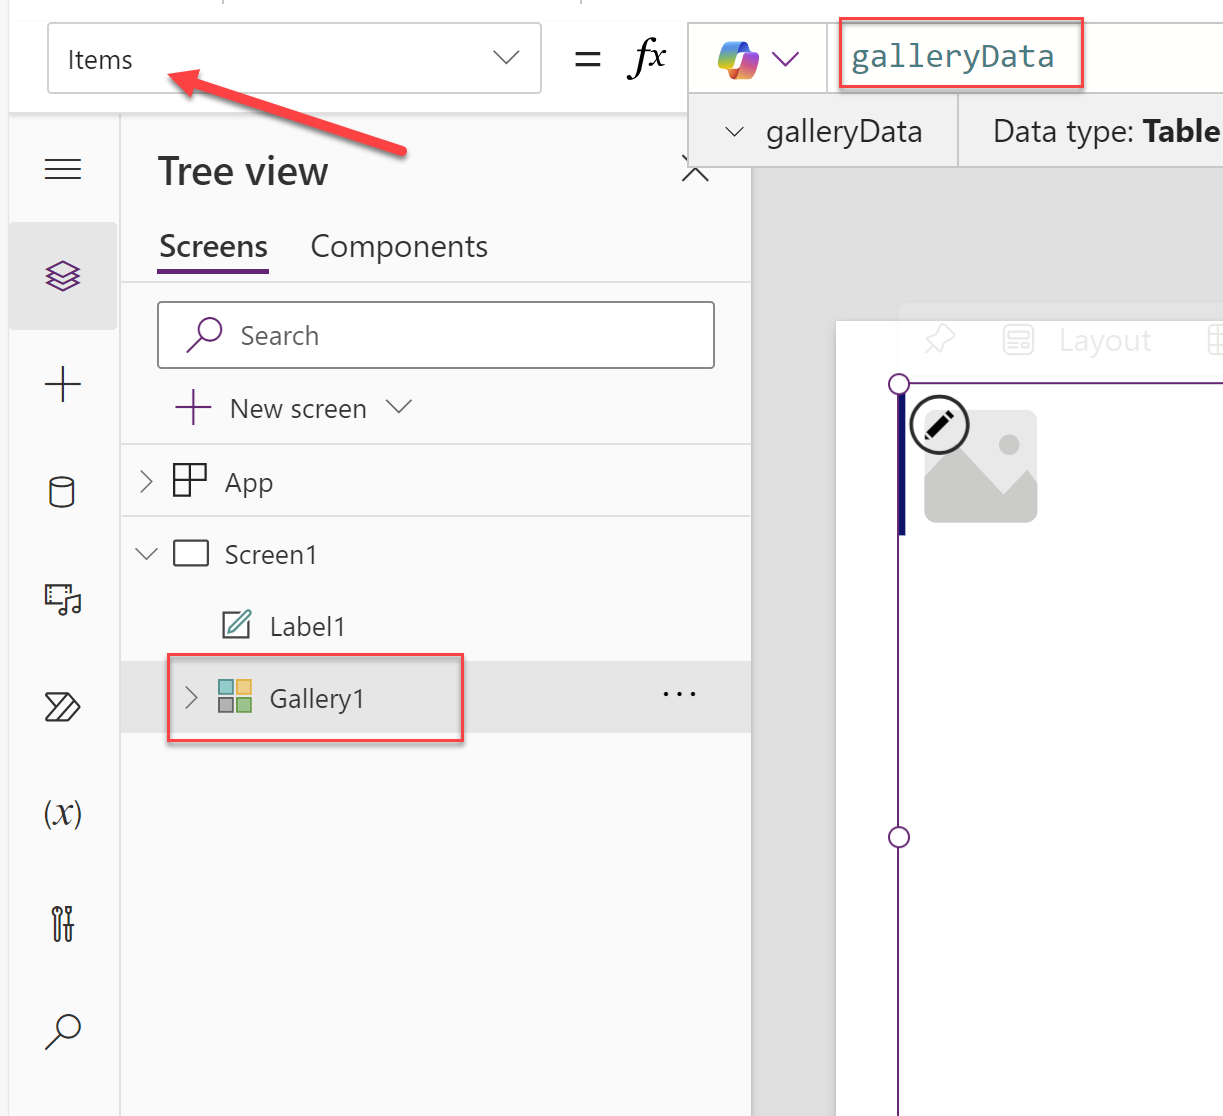 Items
= fx
galleryData
galleryData
Data type: Table
Tree view
Screens
Components
Search
New screen
App
Screen1
Label1
Gallery1
...
(x)
Layout